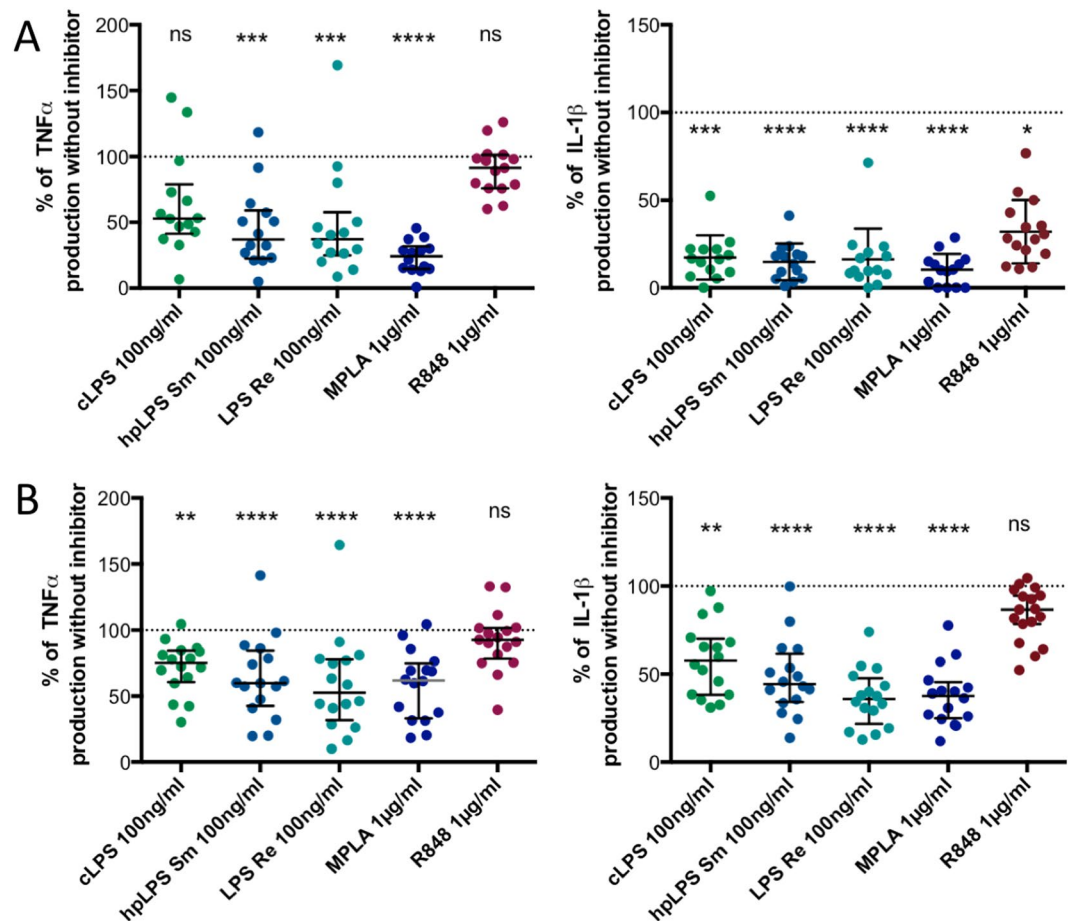 A
% of TNFα
production without inhibitor
200
150
100
50
0
ns
***
***
****
ns
cLPS 100ng/ml
hpLPS Sm 100ng/ml
LPS Re 100ng/ml
MPLA 1µg/ml
R848 1µg/ml
% of IL-1β
production without inhibitor
150
100
50
0
***
****
****
****
*
cLPS 100ng/ml
hpLPS Sm 100ng/ml
LPS Re 100ng/ml
MPLA 1µg/ml
R848 1µg/ml
B
% of TNFα
production without inhibitor
200
150
100
50
0
**
****
****
****
ns
cLPS 100ng/ml
hpLPS Sm 100ng/ml
LPS Re 100ng/ml
MPLA 1µg/ml
R848 1µg/ml
% of IL-1β
production without inhibitor
150
100
50
0
**
****
****
****
ns
cLPS 100ng/ml
hpLPS Sm 100ng/ml
LPS Re 100ng/ml
MPLA 1µg/ml
R848 1µg/ml